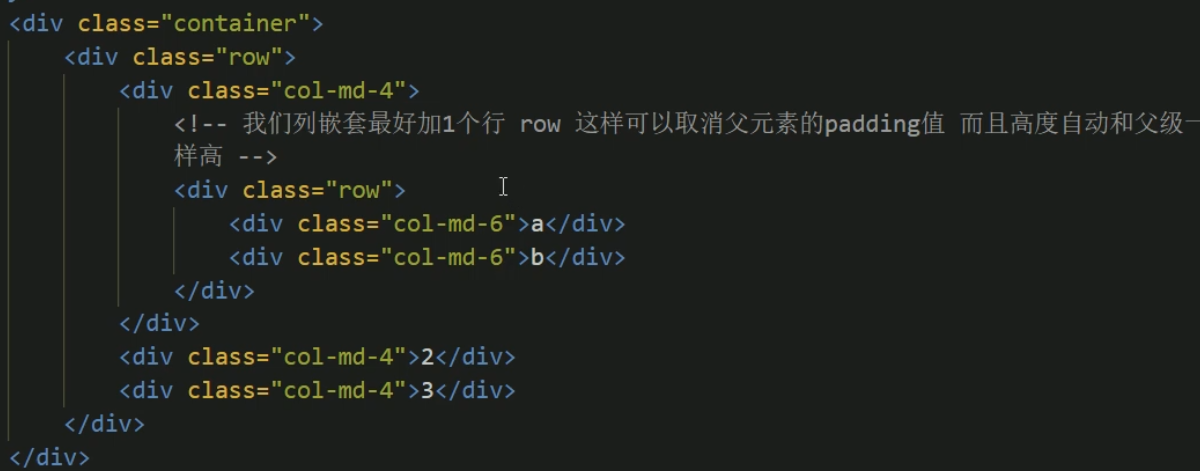 <div class="container">
<div class="row">
<div class="col-md-4">
<!-- 我们列嵌套最好加1个行 row 这样可以取消父元素的padding值 而且高度自动和父级一
样高 -->
<div class="row">
<div class="col-md-6">a</div>
<div class="col-md-6">b</div>
</div>
</div>
<div class="col-md-4">2</div>
<div class="col-md-4">3</div>
</div>
</div>